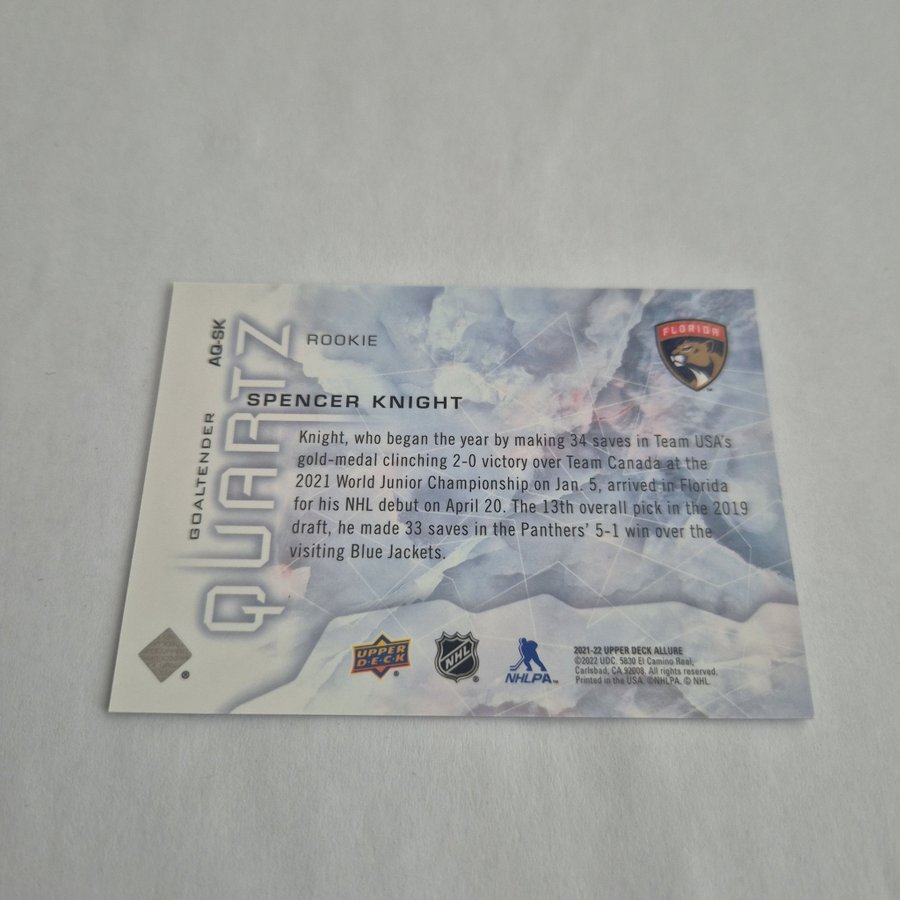 AQ-SK
GOALTENDER
QUARTZ
ROOKIE
FLORIDA
SPENCER KNIGHT
Knight, who began the year by making 34 saves in Team USA's
gold-medal clinching 2-0 victory over Team Canada at the
2021 World Junior Championship on Jan. 5, arrived in Florida
for his NHL debut on April 20. The 13th overall pick in the 2019
draft, he made 33 saves in the Panthers' 5-1 win over the
visiting Blue Jackets.
®
UPPER
DECK
®
NHL
NHLPA™
2021-22 UPPER DECK ALLURE
©2022 UDC. 5830 El Camino Real,
Carlsbad, CA 92008. All rights reserved.
Printed in the USA. ©NHLPA. © NHL.